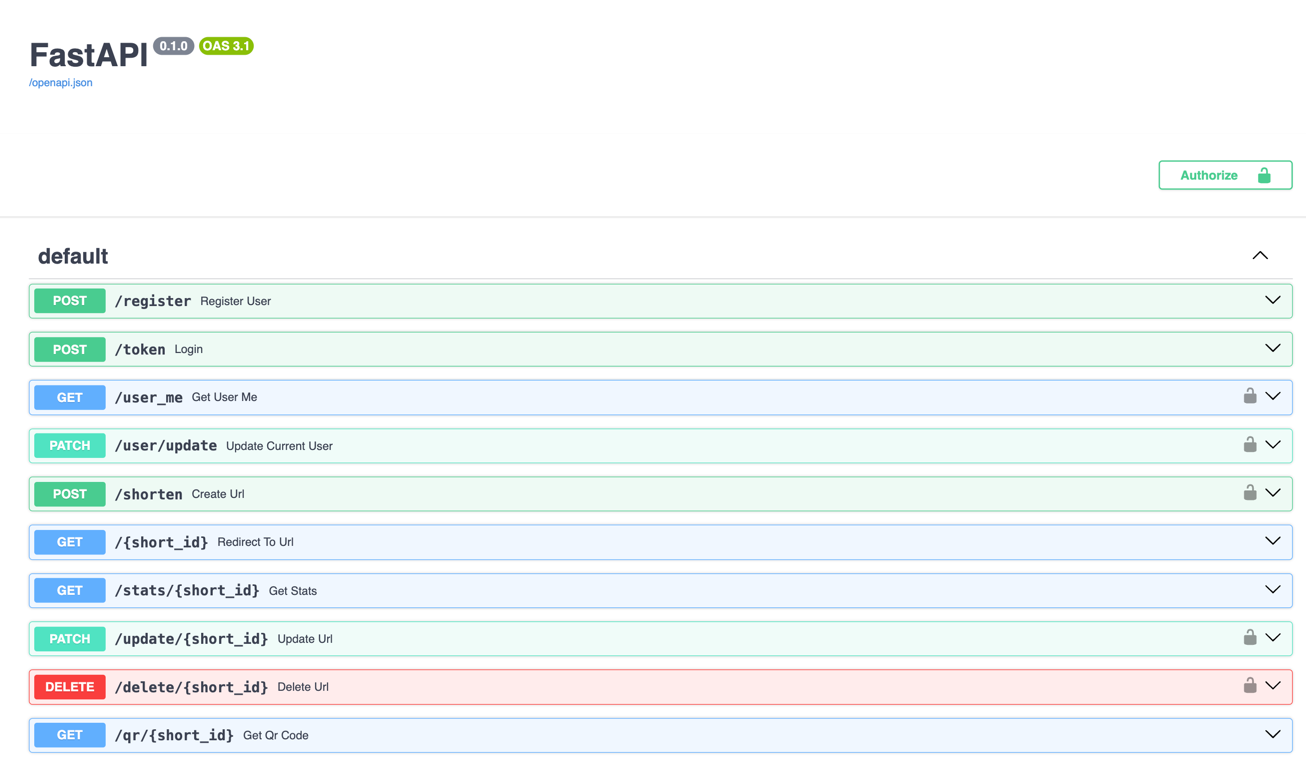 FastAPI 0.1.0 OAS 3.1
/openapi.json
Authorize
default
POST /register Register User
POST /token Login
GET /user_me Get User Me
PATCH /user/update Update Current User
POST /shorten Create Url
GET /{short_id} Redirect To Url
GET /stats/{short_id} Get Stats
PATCH /update/{short_id} Update Url
DELETE /delete/{short_id} Delete Url
GET /qr/{short_id} Get Qr Code